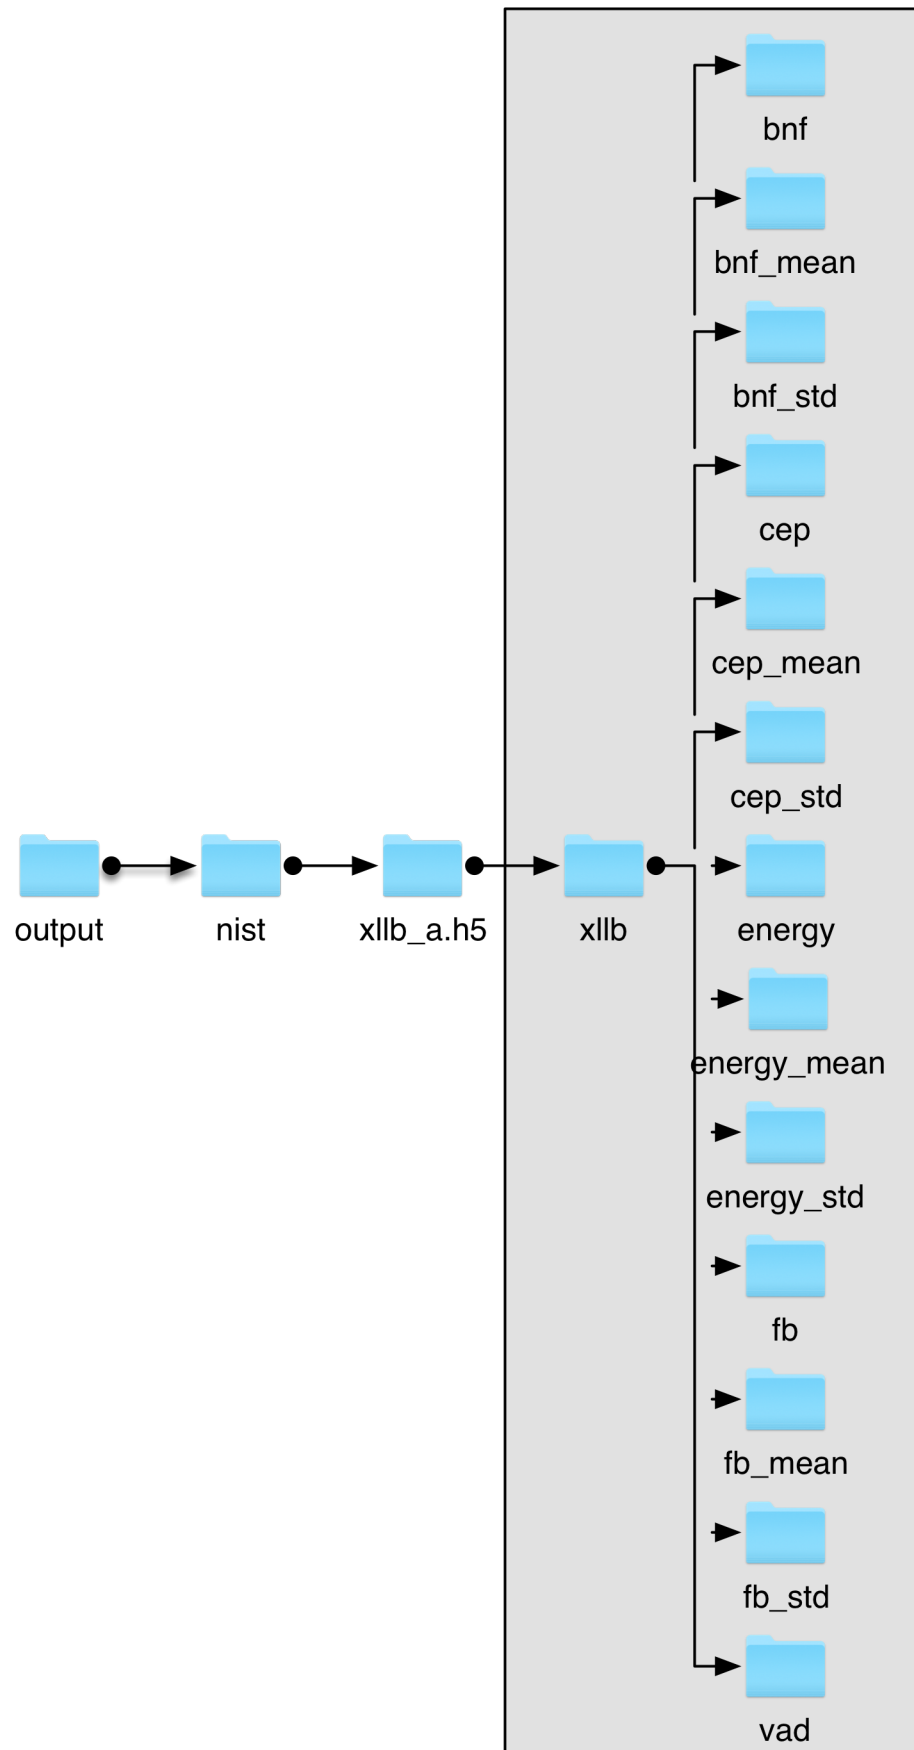 bnf
bnf_mean
bnf_std
cep
cep_mean
cep_std
output
nist
xllb_a.h5
xllb
energy
energy_mean
energy_std
fb
fb_mean
fb_std
vad